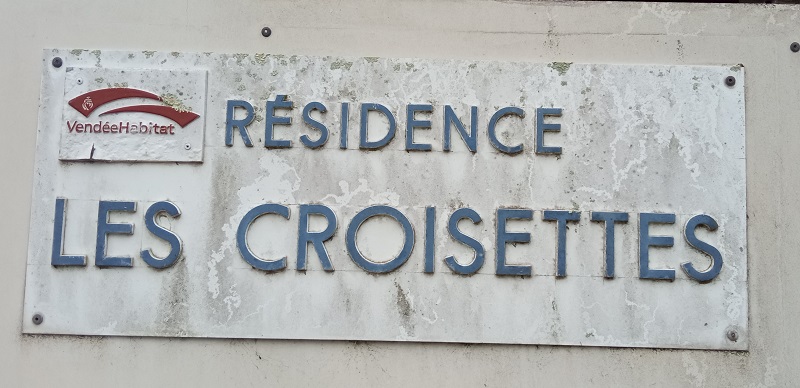 VendéeHabitat
RÉSIDENCE
LES CROISETTES